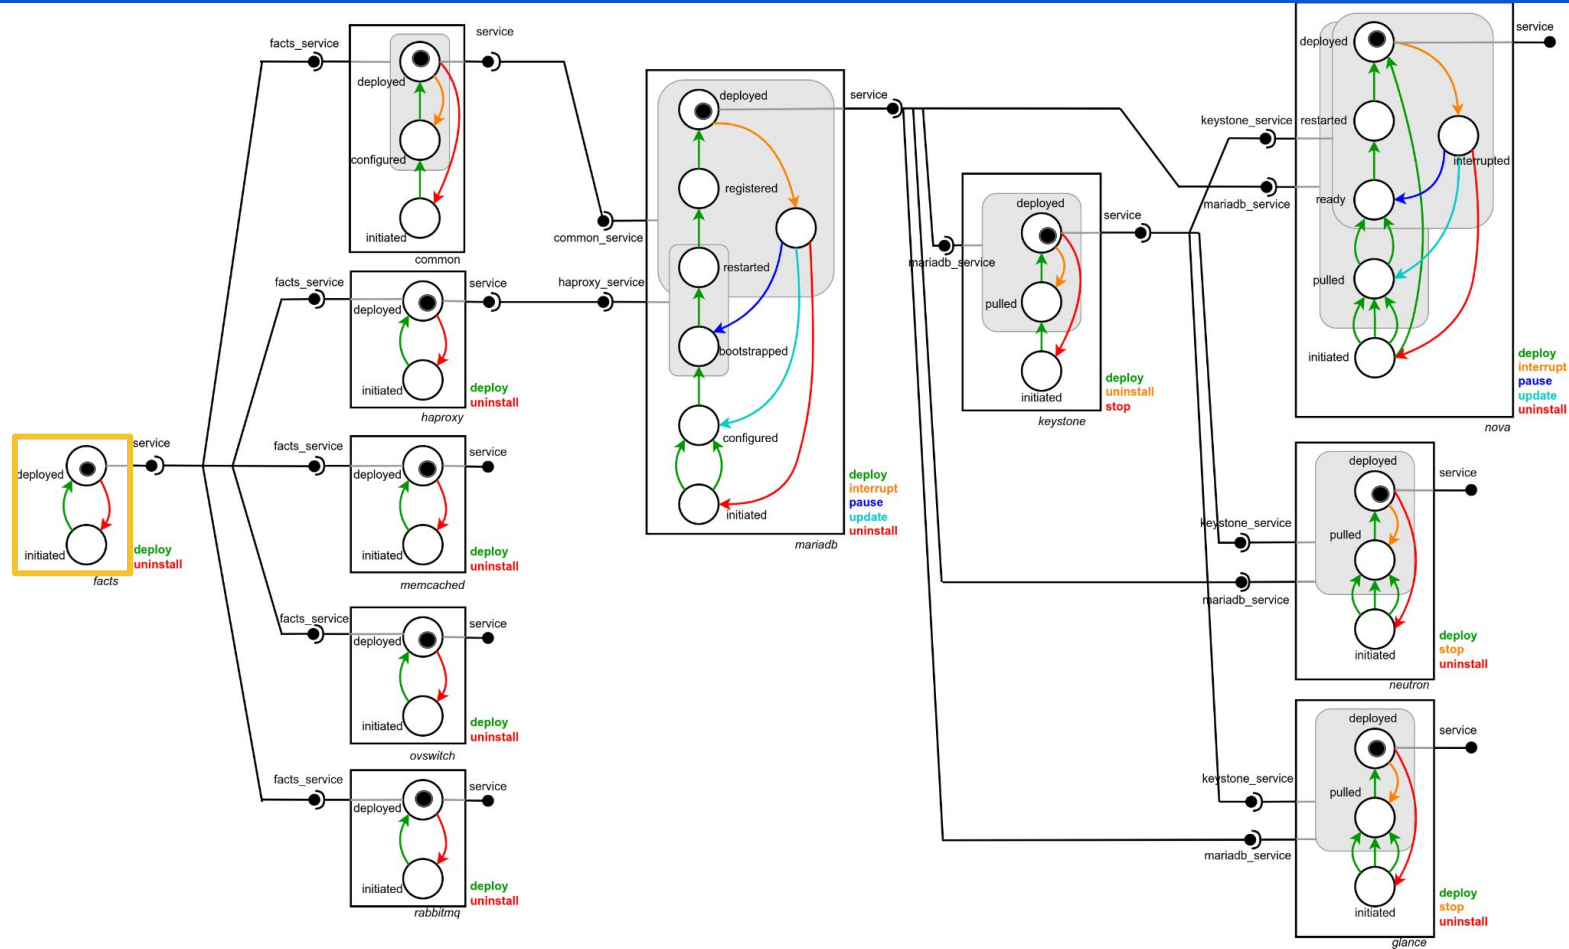 service
deployed
initiated
deploy
uninstall
facts
facts_service
service
deployed
configured
initiated
common
facts_service
service
deployed
initiated
deploy
uninstall
haproxy
facts_service
service
deployed
initiated
deploy
uninstall
memcached
facts_service
service
deployed
initiated
deploy
uninstall
ovswitch
facts_service
service
deployed
initiated
deploy
uninstall
rabbitmq
common_service
haproxy_service
service
deployed
registered
restarted
bootstrapped
configured
initiated
deploy
interrupt
pause
update
uninstall
mariadb
mariadb_service
service
deployed
pulled
initiated
deploy
uninstall
stop
keystone
keystone_service
mariadb_service
service
deployed
restarted
interrupted
ready
pulled
initiated
deploy
interrupt
pause
update
uninstall
nova
keystone_service
mariadb_service
service
deployed
pulled
initiated
deploy
stop
uninstall
neutron
keystone_service
mariadb_service
service
deployed
pulled
initiated
deploy
stop
uninstall
glance